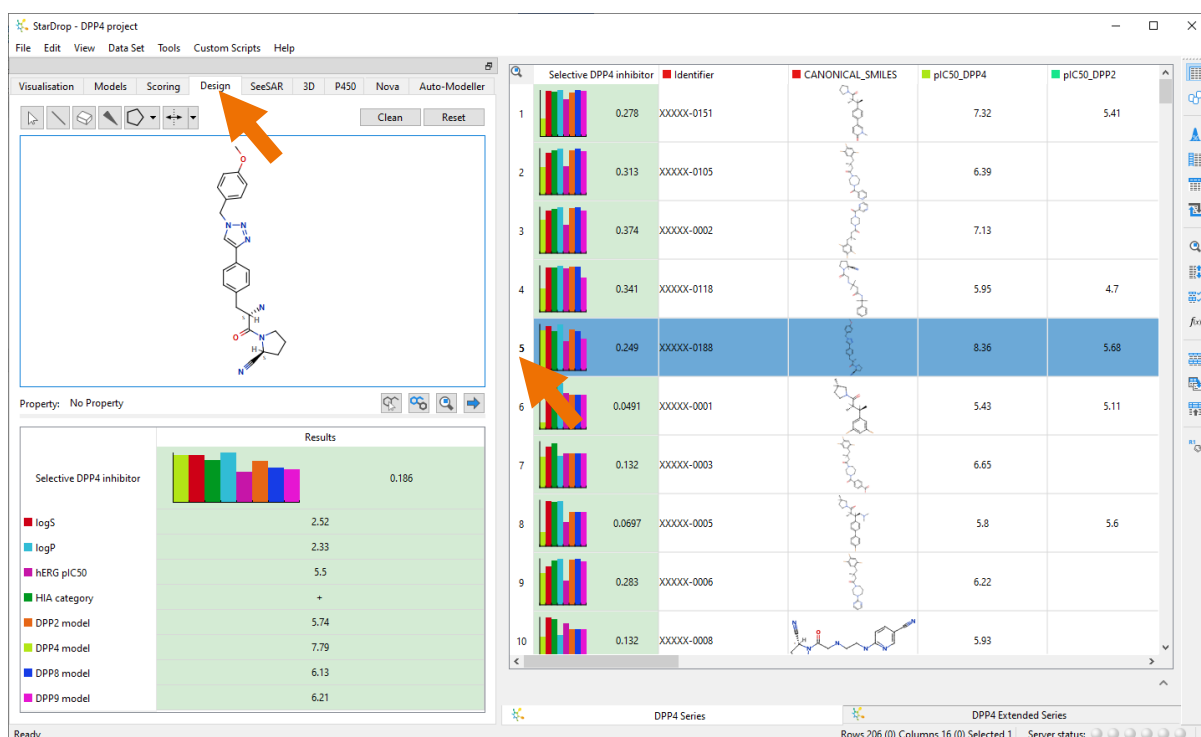 StarDrop - DPP4 project
File Edit View Data Set Tools Custom Scripts Help
Visualisation Models Scoring Design SeeSAR 3D P450 Nova Auto-Modeller
Clean Reset
O
N N
N
N
H
O
N
H
N
Property: No Property
Results
Selective DPP4 inhibitor 0.186
logS 2.52
logP 2.33
hERG pIC50 5.5
HIA category +
DPP2 model 5.74
DPP4 model 7.79
DPP8 model 6.13
DPP9 model 6.21
Selective DPP4 inhibitor Identifier CANONICAL_SMILES pIC50_DPP4 pIC50_DPP2
1 0.278 XXXXX-0151 7.32 5.41
2 0.313 XXXXX-0105 6.39
3 0.374 XXXXX-0002 7.13
4 0.341 XXXXX-0118 5.95 4.7
5 0.249 XXXXX-0188 8.36 5.68
6 0.0491 XXXXX-0001 5.43 5.11
7 0.132 XXXXX-0003 6.65
8 0.0697 XXXXX-0005 5.8 5.6
9 0.283 XXXXX-0006 6.22
10 0.132 XXXXX-0008 5.93
DPP4 Series DPP4 Extended Series
Ready Rows 206 (0) Columns 16 (0) Selected 1 Server status: